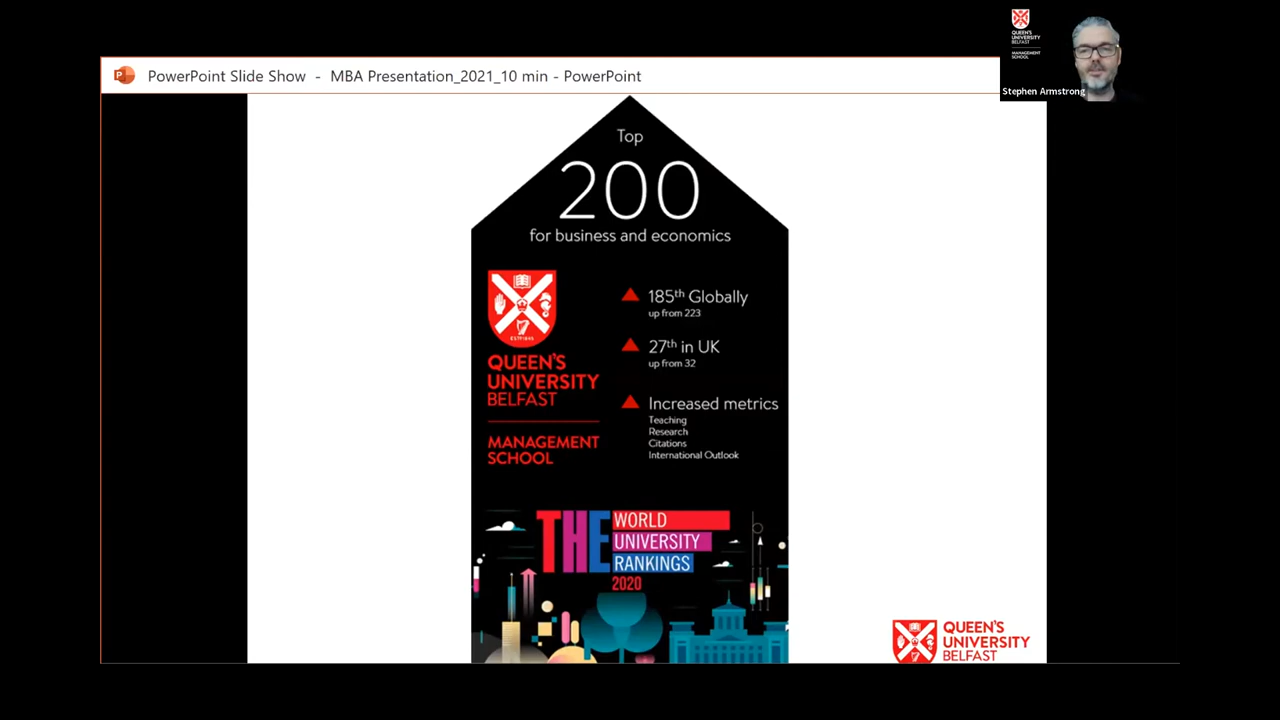 PowerPoint Slide Show - MBA Presentation_2021_10 min - PowerPoint
QUEEN'S
UNIVERSITY
BELFAST
MANAGEMENT
SCHOOL
Stephen Armstrong
Top
200
for business and economics
QUEEN'S
UNIVERSITY
BELFAST
MANAGEMENT
SCHOOL
185th Globally
up from 223
27th in UK
up from 32
Increased metrics
Teaching
Research
Citations
International Outlook
THE WORLD
UNIVERSITY
RANKINGS
2020
QUEEN'S
UNIVERSITY
BELFAST